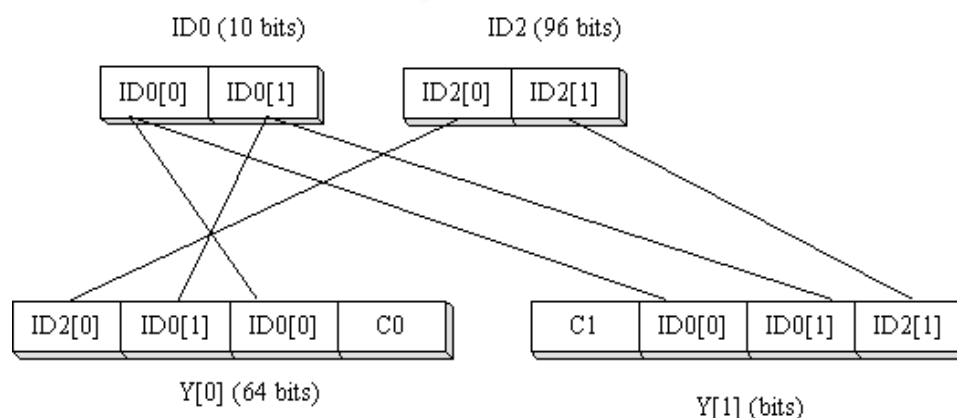 ID0 (10 bits) ID2 (96 bits)
ID0[0] ID0[1] ID2[0] ID2[1]
ID2[0] ID0[1] ID0[0] C0 C1 ID0[0] ID0[1] ID2[1]
Y[0] (64 bits) Y[1] (bits)